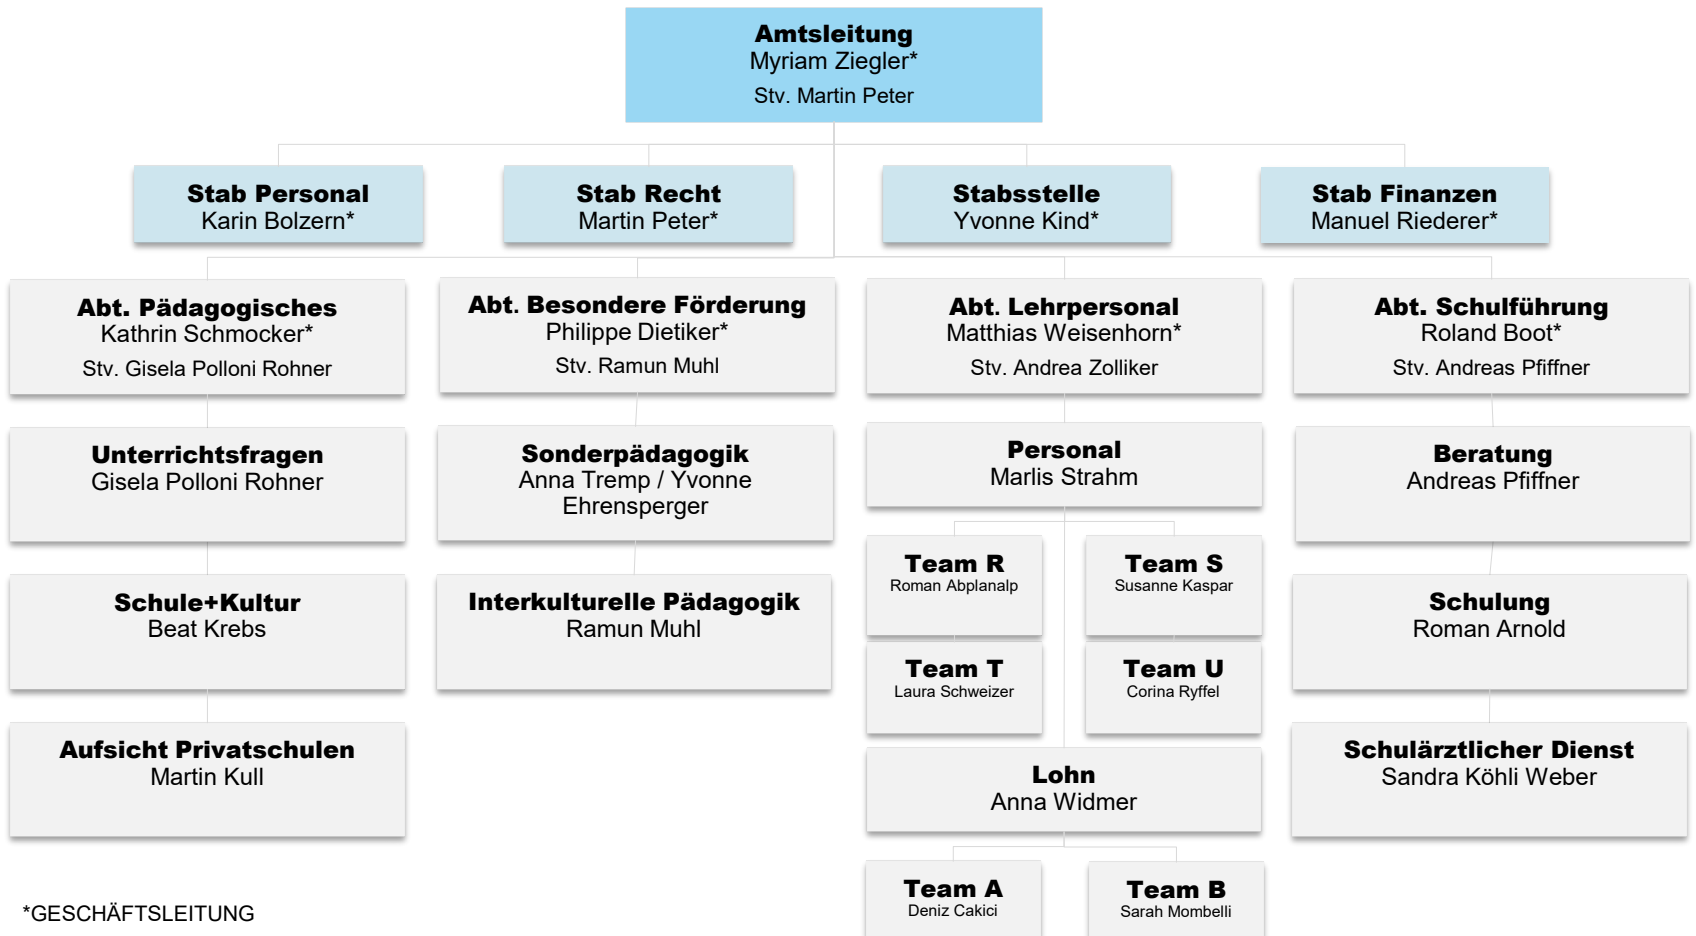 Amtsleitung
Myriam Ziegler*
Stv. Martin Peter
Stab Personal
Karin Bolzern*
Stab Recht
Martin Peter*
Stabsstelle
Yvonne Kind*
Stab Finanzen
Manuel Riederer*
Abt. Pädagogisches
Kathrin Schmocker*
Stv. Gisela Polloni Rohner
Abt. Besondere Förderung
Philippe Dietiker*
Stv. Ramun Muhl
Abt. Lehrpersonal
Matthias Weisenhorn*
Stv. Andrea Zolliker
Abt. Schulführung
Roland Boot*
Stv. Andreas Pfiffner
Unterrichtsfragen
Gisela Polloni Rohner
Sonderpädagogik
Anna Tremp / Yvonne
Ehrensperger
Personal
Marlis Strahm
Beratung
Andreas Pfiffner
Team R
Roman Abplanalp
Team S
Susanne Kaspar
Schule+Kultur
Beat Krebs
Interkulturelle Pädagogik
Ramun Muhl
Schulung
Roman Arnold
Team T
Laura Schweizer
Team U
Corina Ryffel
Aufsicht Privatschulen
Martin Kull
Lohn
Anna Widmer
Schulärztlicher Dienst
Sandra Köhli Weber
Team A
Deniz Cakici
Team B
Sarah Mombelli
*GESCHÄFTSLEITUNG